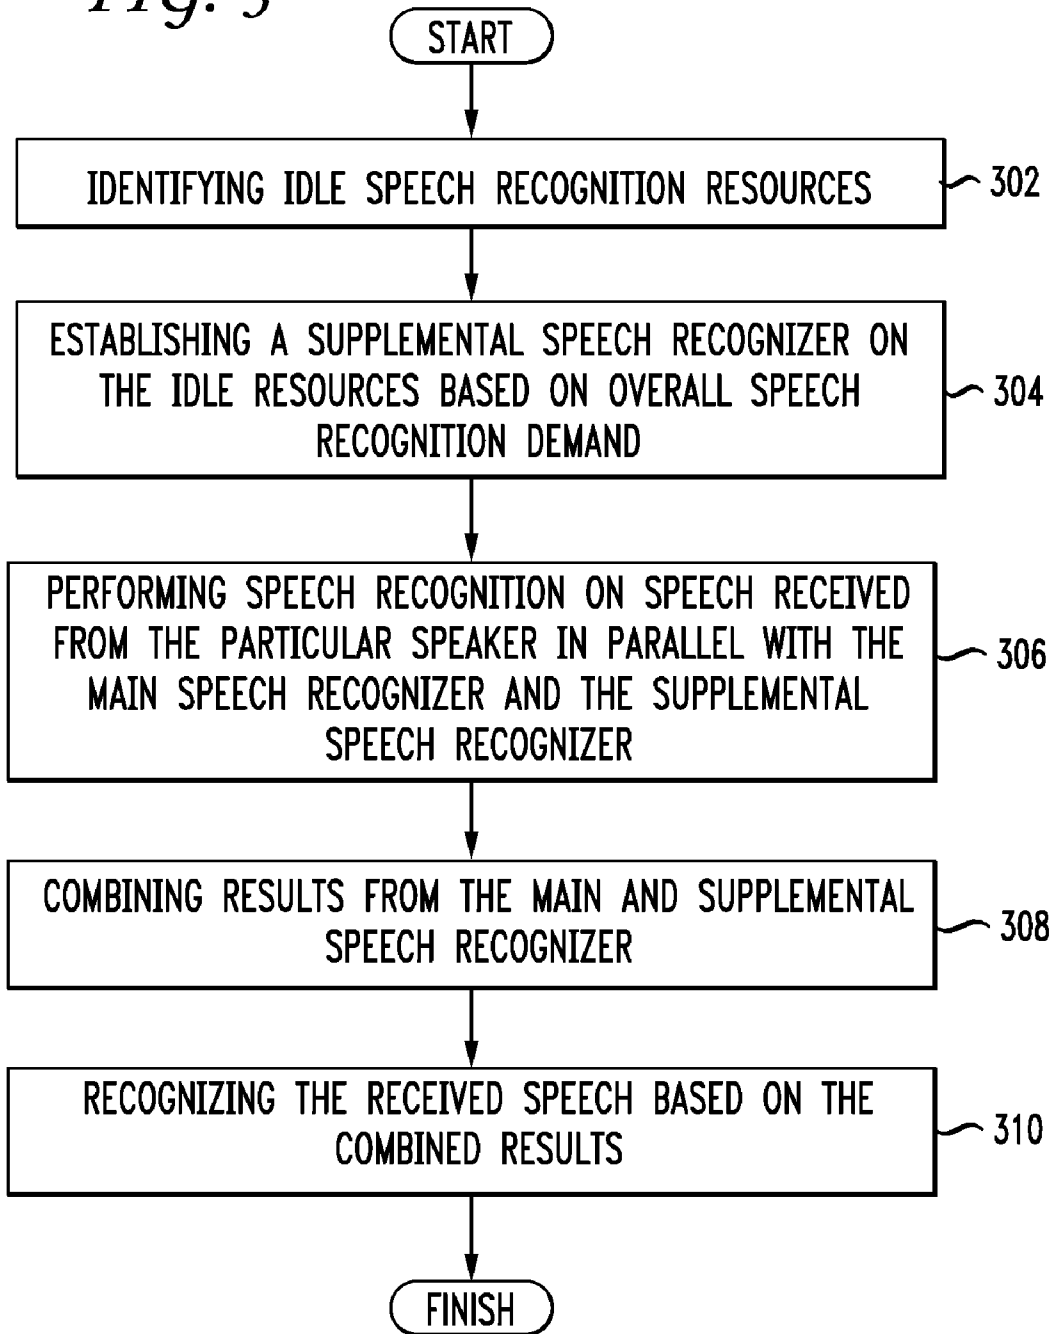 FIG. 3
START
IDENTIFYING IDLE SPEECH RECOGNITION RESOURCES
302
ESTABLISHING A SUPPLEMENTAL SPEECH RECOGNIZER ON
THE IDLE RESOURCES BASED ON OVERALL SPEECH
RECOGNITION DEMAND
304
PERFORMING SPEECH RECOGNITION ON SPEECH RECEIVED
FROM THE PARTICULAR SPEAKER IN PARALLEL WITH THE
MAIN SPEECH RECOGNIZER AND THE SUPPLEMENTAL
SPEECH RECOGNIZER
306
COMBINING RESULTS FROM THE MAIN AND SUPPLEMENTAL
SPEECH RECOGNIZER
308
RECOGNIZING THE RECEIVED SPEECH BASED ON THE
COMBINED RESULTS
310
FINISH